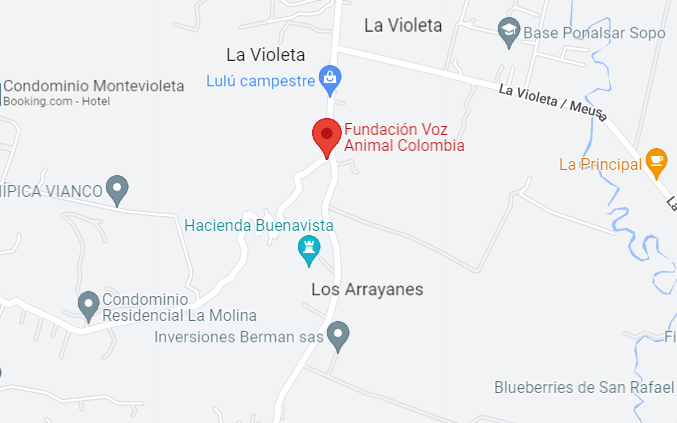 La Violeta
Base Ponalsar Sopo
La Violeta
Lulú campestre
Condominio Montevioleta
Booking.com - Hotel
La Violeta / Meusa
Fundación Voz
Animal Colombia
La Principal
ÍPICA VIANCO
Hacienda Buenavista
Los Arrayanes
Condominio
Residencial La Molina
Inversiones Berman sas
Fi
Blueberries de San Rafael
La